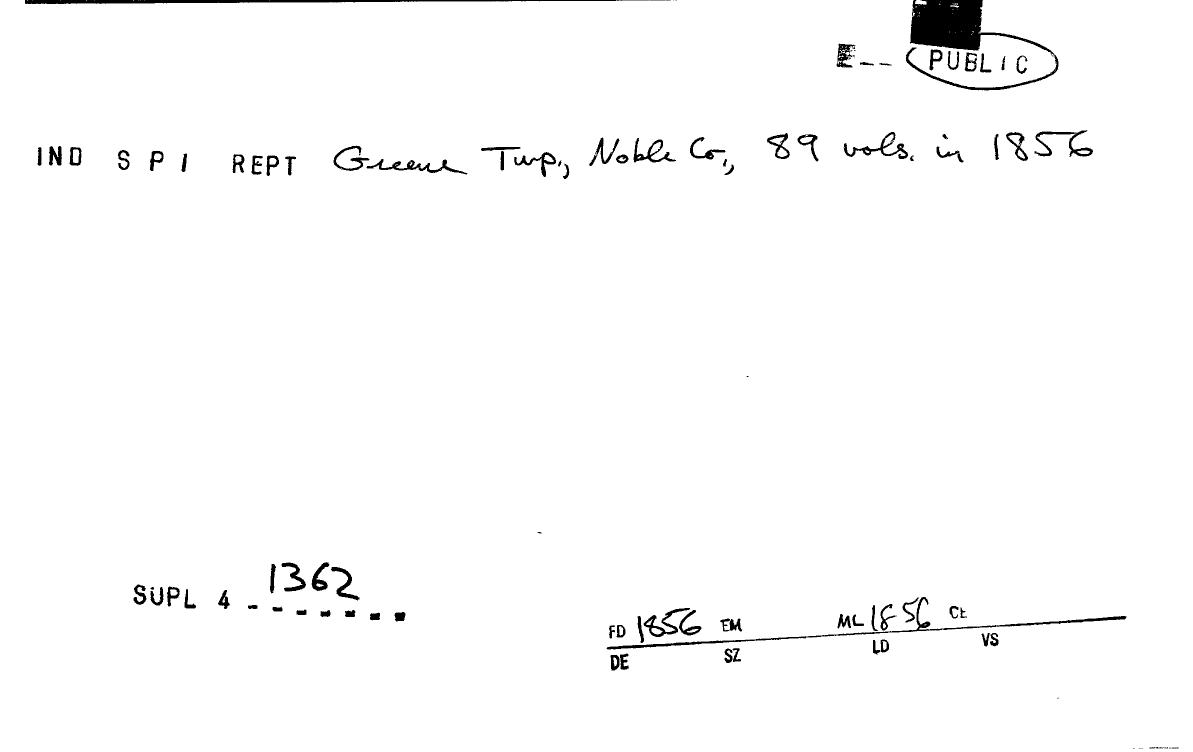 E-- PUBLIC
IND S P I REPT Greene Twp., Noble Co., 89 vols. in 1856
SUPL 4 1362
FD 1856 EM ML 1856 CE
DE SZ LD VS